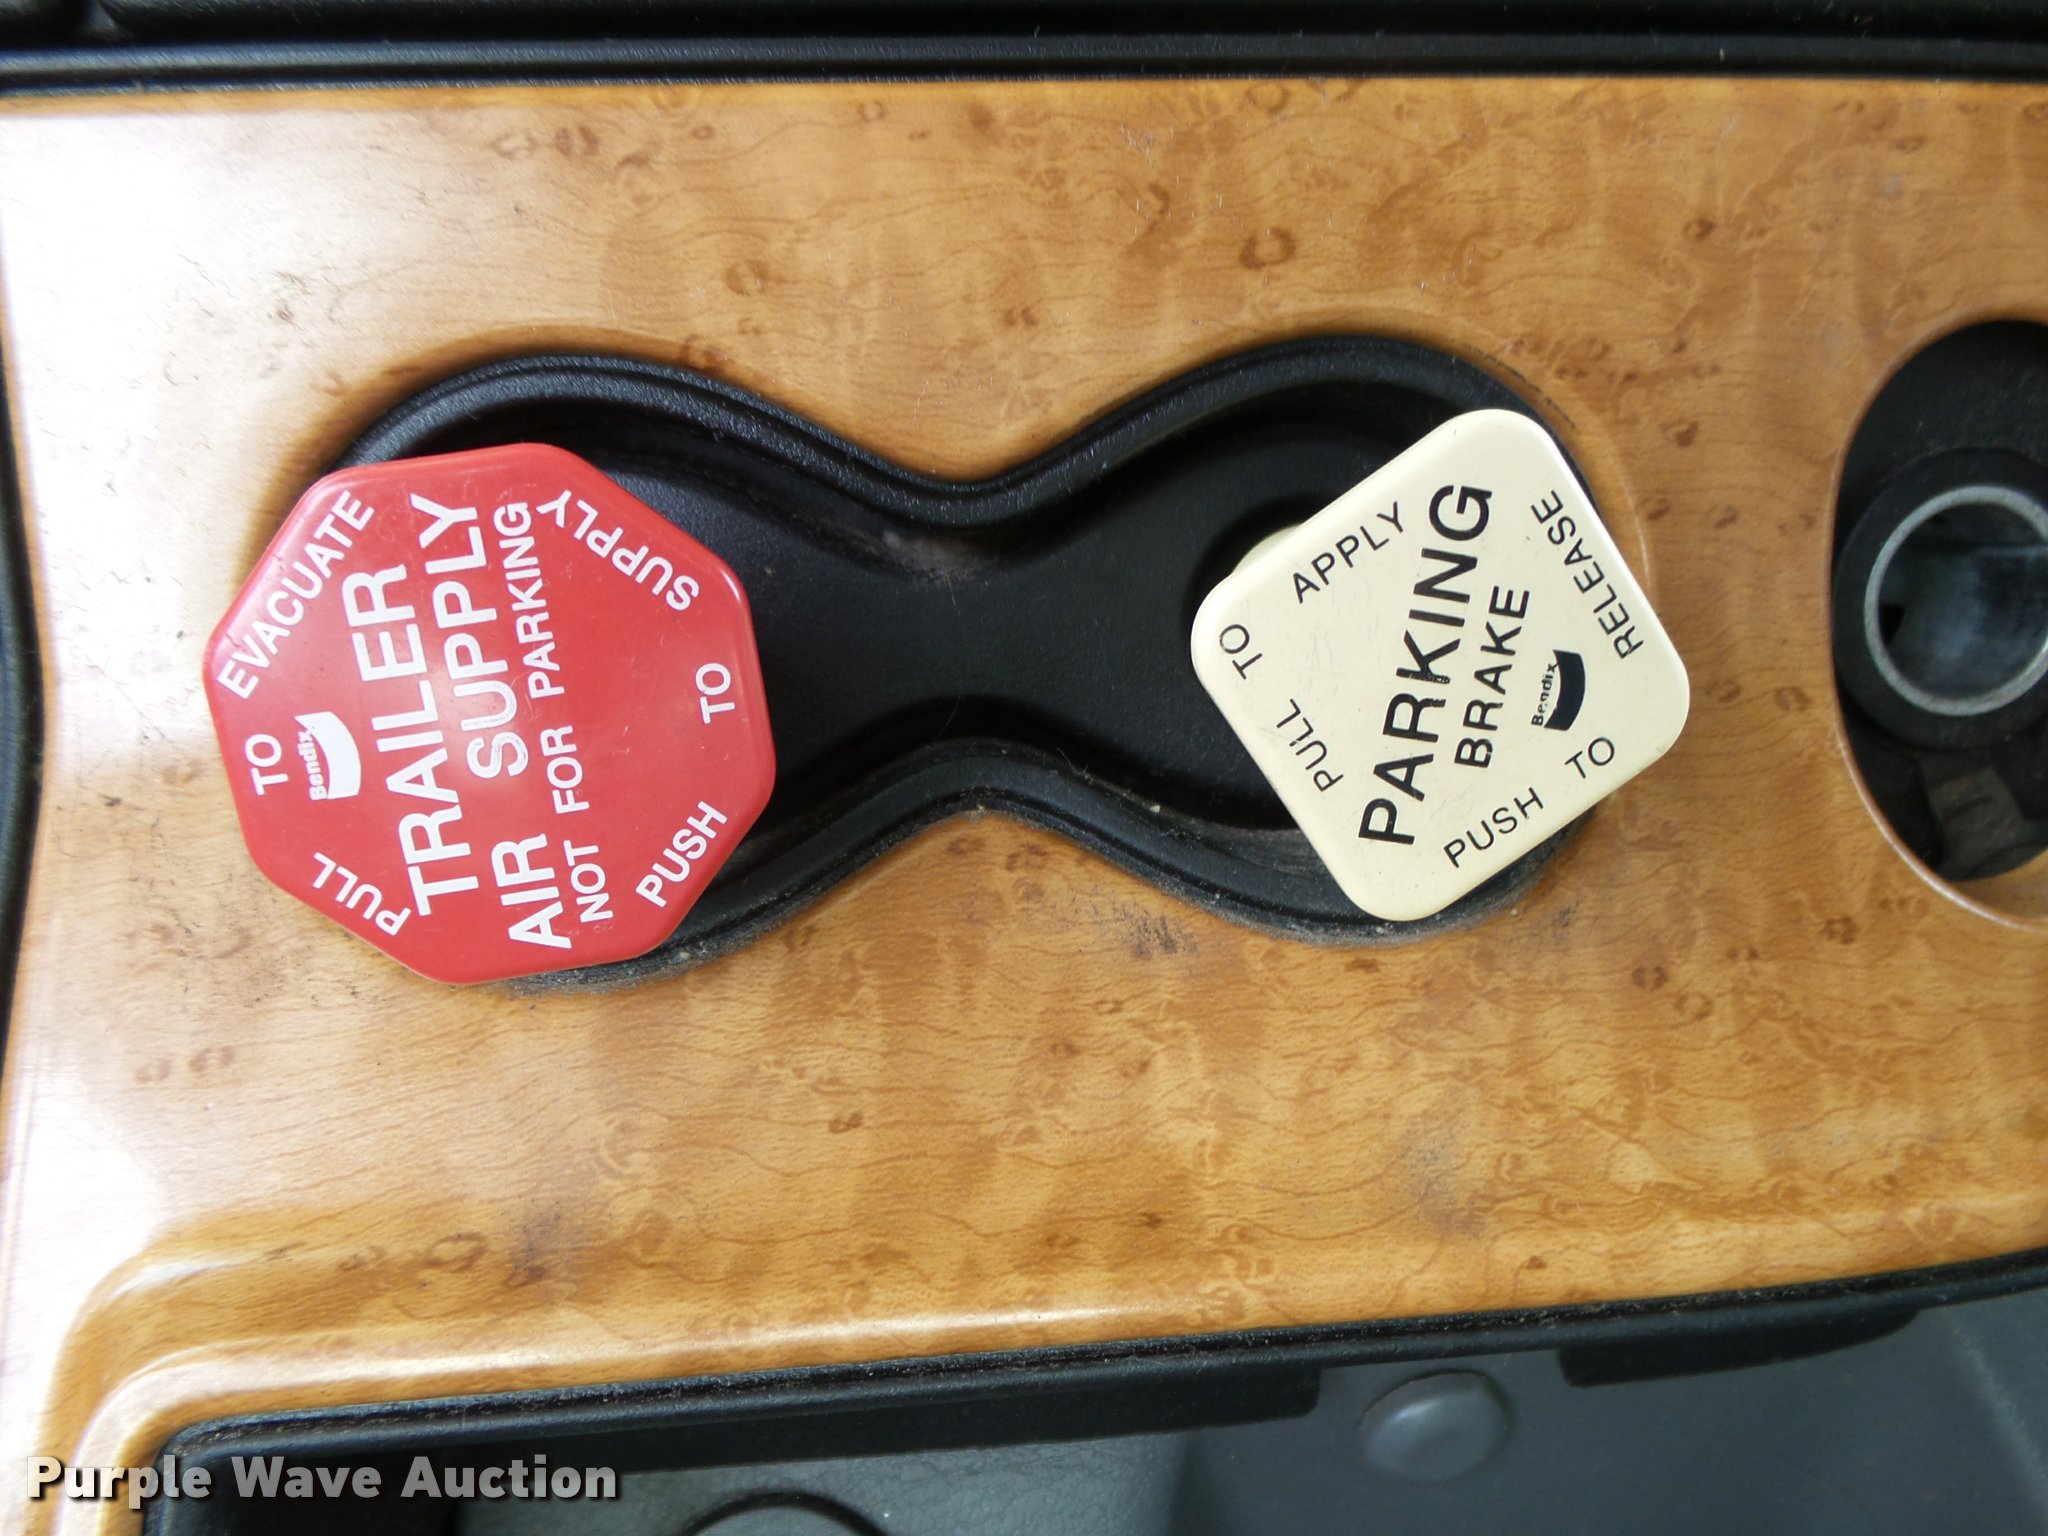 PULL TO EVACUATE
Bendix
TRAILER
AIR SUPPLY
NOT FOR PARKING
PUSH TO SUPPLY
PULL TO APPLY
PARKING
BRAKE
Bendix
PUSH TO RELEASE
Purple Wave Auction